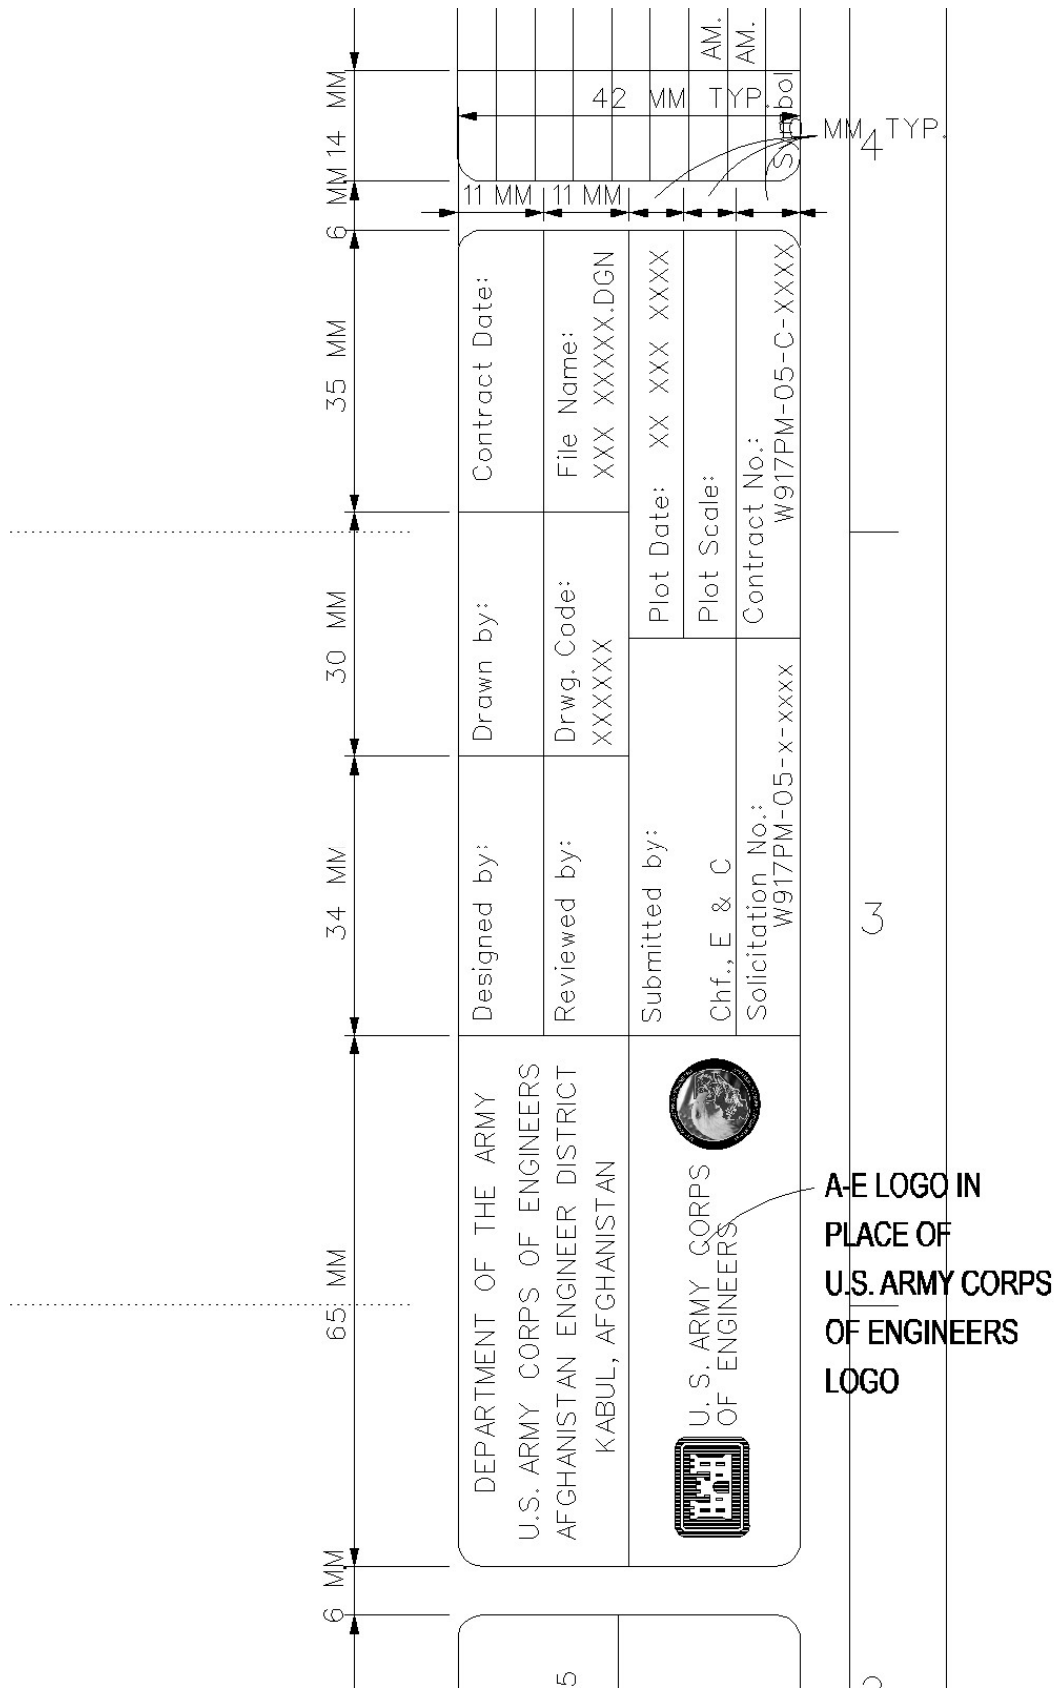 AM.
AM.
Symbol
42 MM TYP.
MM TYP.
4
14 MM
6 MM
11 MM
11 MM
35 MM
30 MM
34 MM
65 MM
6 MM
Contract Date:
File Name:
XXX XXXXX.DGN
Plot Date: XX XXX XXXX
Plot Scale:
Contract No.:
W917PM-05-C-XXXX
Drawn by:
Drwg. Code:
XXXXXX
Designed by:
Reviewed by:
Submitted by:
Chf., E & C
Solicitation No.:
W917PM-05-x-xxxx
3
DEPARTMENT OF THE ARMY
U.S. ARMY CORPS OF ENGINEERS
AFGHANISTAN ENGINEER DISTRICT
KABUL, AFGHANISTAN
U. S. ARMY CORPS
OF ENGINEERS
A-E LOGO IN
PLACE OF
U.S. ARMY CORPS
OF ENGINEERS
LOGO
5